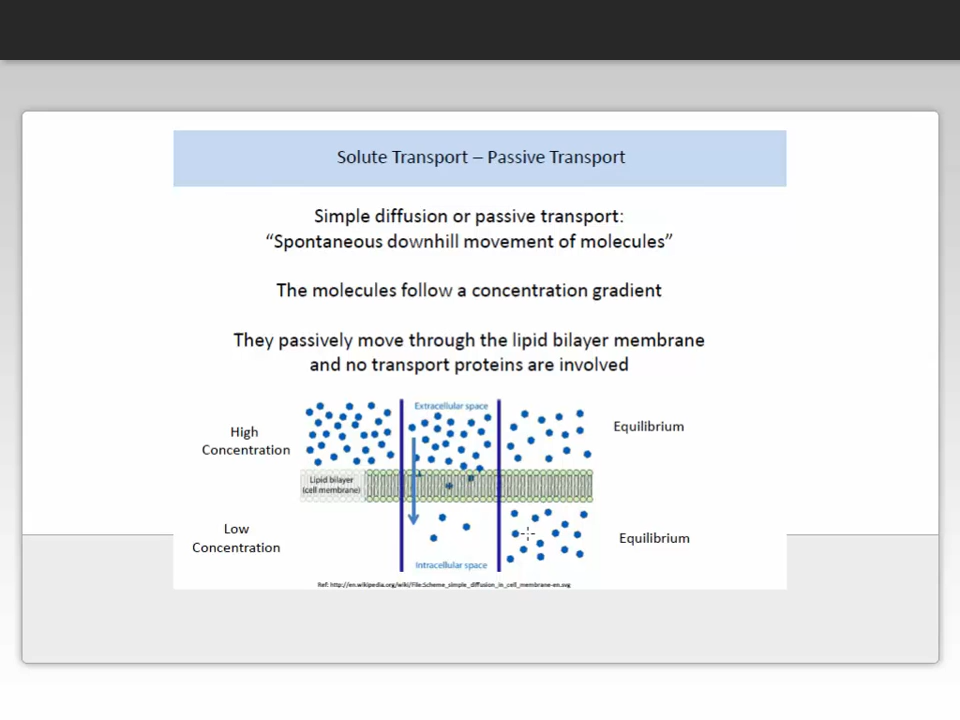 Solute Transport – Passive Transport
Simple diffusion or passive transport:
“Spontaneous downhill movement of molecules”
The molecules follow a concentration gradient
They passively move through the lipid bilayer membrane
and no transport proteins are involved
Extracellular space
High
Concentration
Equilibrium
Lipid bilayer
(cell membrane)
Low
Concentration
Equilibrium
Intracellular space
Ref: http://en.wikipedia.org/wiki/File:Scheme_simple_diffusion_in_cell_membrane-en.svg